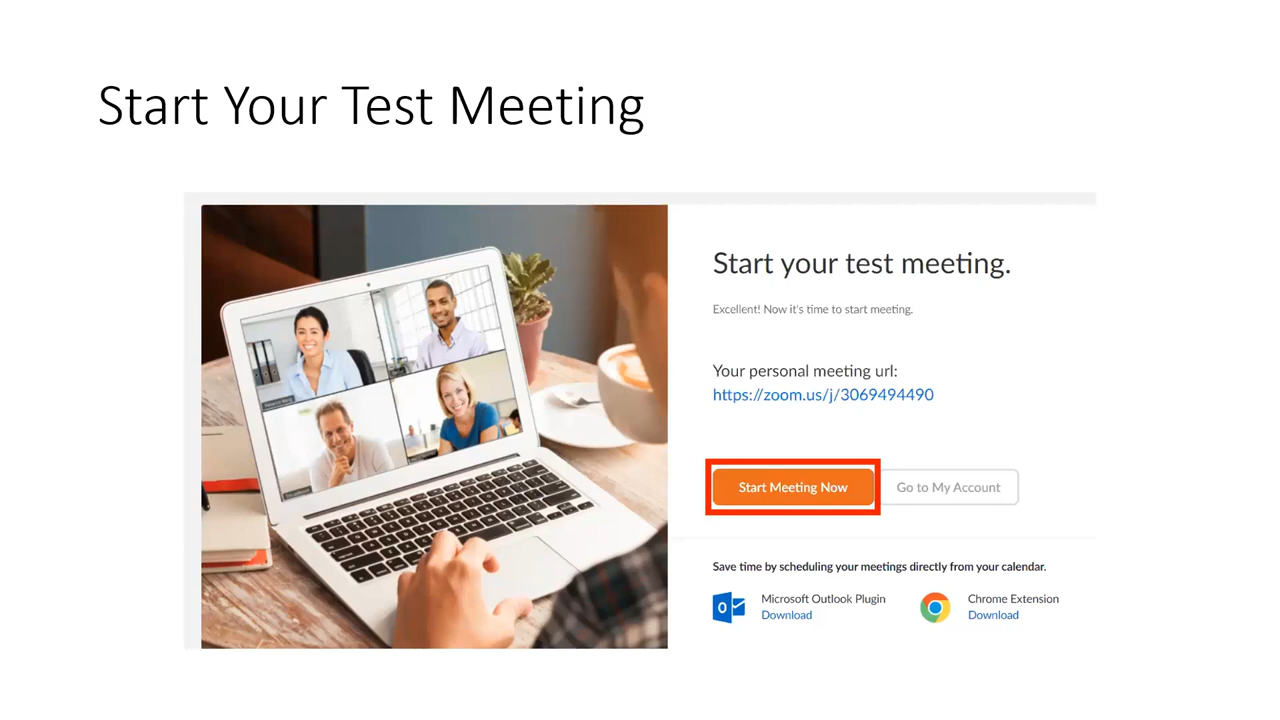 Start Your Test Meeting
Start your test meeting.
Excellent! Now it's time to start meeting.
Your personal meeting url:
https://zoom.us/j/3069494490
Start Meeting Now
Go to My Account
Save time by scheduling your meetings directly from your calendar.
Microsoft Outlook Plugin
Download
Chrome Extension
Download